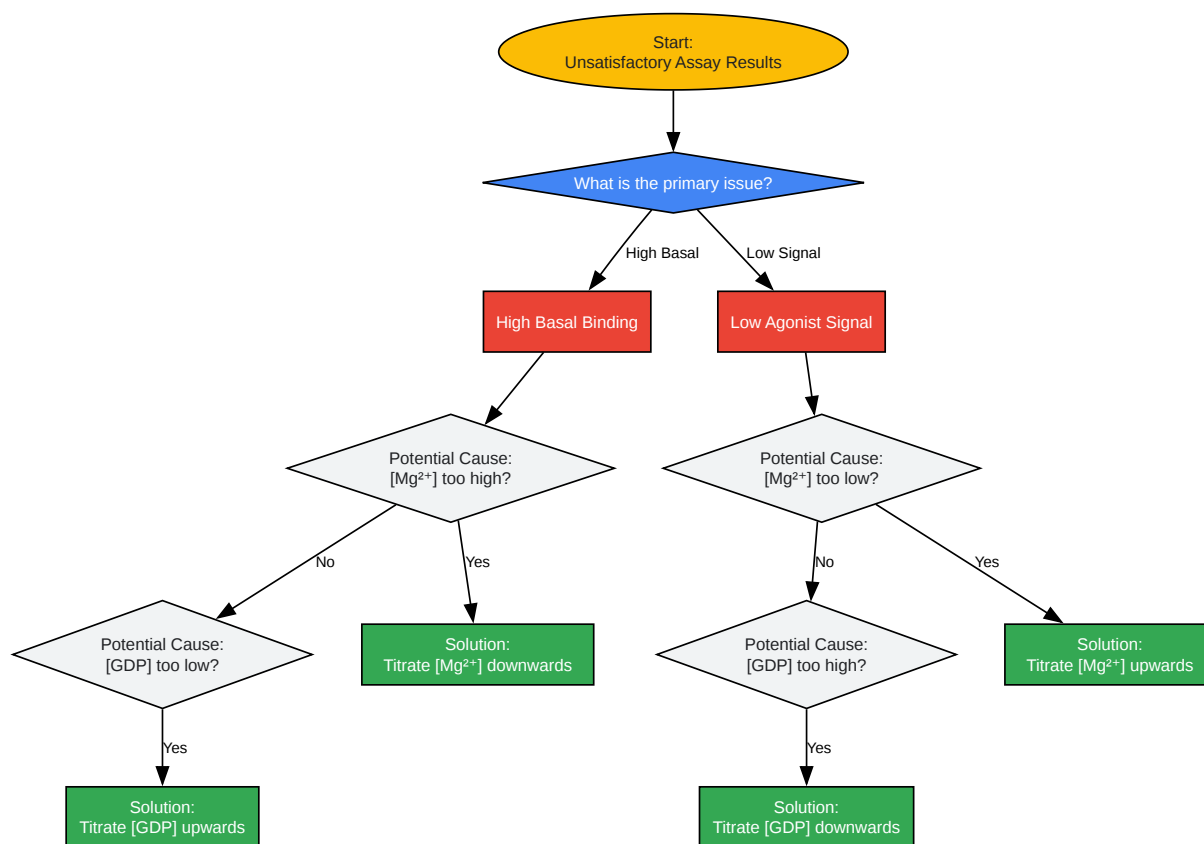 Start:
Unsatisfactory Assay Results
What is the primary issue?
High Basal
Low Signal
High Basal Binding
Low Agonist Signal
Potential Cause:
[Mg²⁺] too high?
Potential Cause:
[Mg²⁺] too low?
No
Yes
No
Yes
Potential Cause:
[GDP] too low?
Solution:
Titrate [Mg²⁺] downwards
Potential Cause:
[GDP] too high?
Solution:
Titrate [Mg²⁺] upwards
Yes
Yes
Solution:
Titrate [GDP] upwards
Solution:
Titrate [GDP] downwards